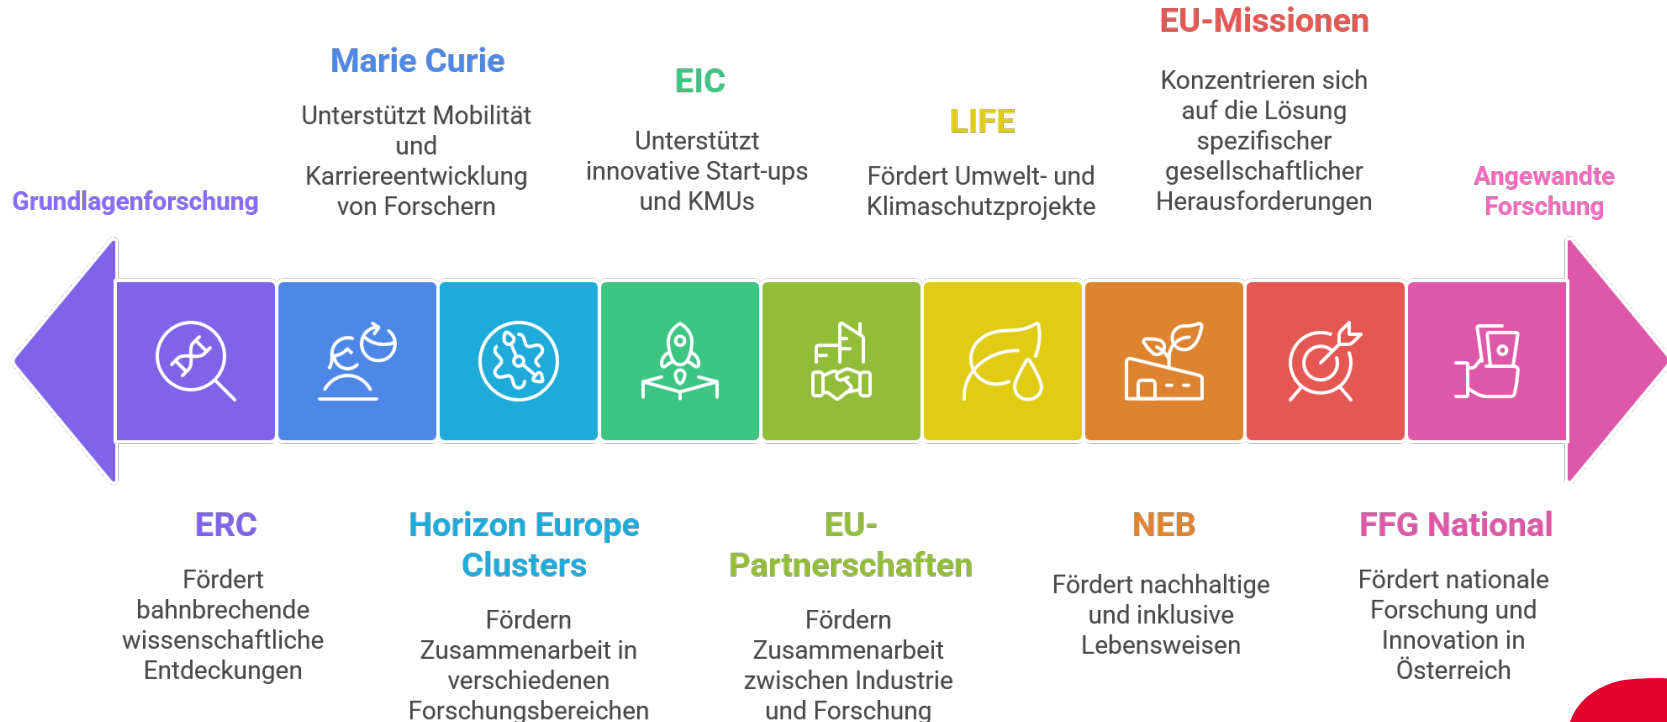 Grundlagenforschung
Marie Curie
Unterstützt Mobilität
und
Karriereentwicklung
von Forschern
EIC
Unterstützt
innovative Start-ups
und KMUs
LIFE
Fördert Umwelt- und
Klimaschutzprojekte
EU-Missionen
Konzentrieren sich
auf die Lösung
spezifischer
gesellschaftlicher
Herausforderungen
Angewandte
Forschung
ERC
Fördert
bahnbrechende
wissenschaftliche
Entdeckungen
Horizon Europe
Clusters
Fördern
Zusammenarbeit in
verschiedenen
Forschungsbereichen
EU-
Partnerschaften
Fördern
Zusammenarbeit
zwischen Industrie
und Forschung
NEB
Fördert nachhaltige
und inklusive
Lebensweisen
FFG National
Fördert nationale
Forschung und
Innovation in
Österreich